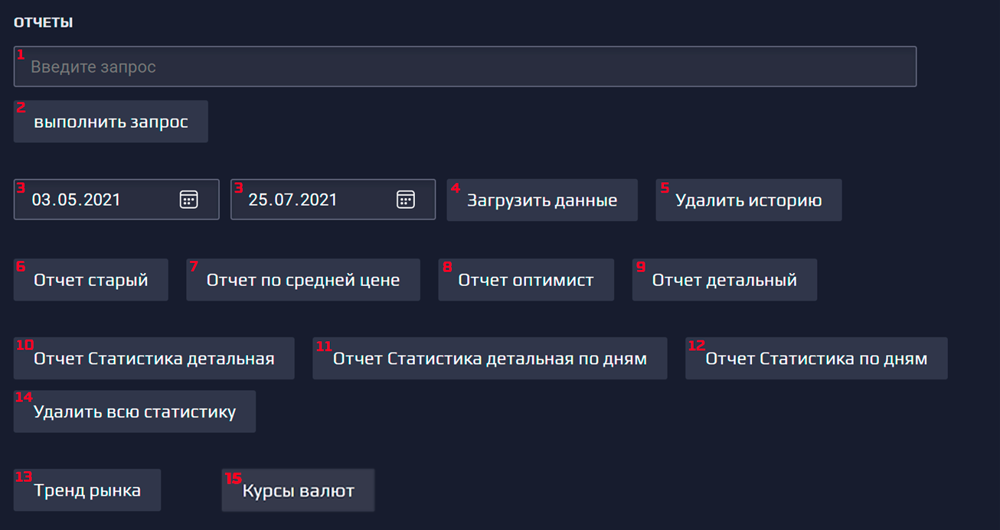 ОТЧЕТЫ
1 Введите запрос
2 выполнить запрос
3 03.05.2021 3 25.07.2021 4 Загрузить данные 5 Удалить историю
6 Отчет старый 7 Отчет по средней цене 8 Отчет оптимист 9 Отчет детальный
10 Отчет Статистика детальная 11 Отчет Статистика детальная по дням 12 Отчет Статистика по дням
14 Удалить всю статистику
13 Тренд рынка 15 Курсы валют